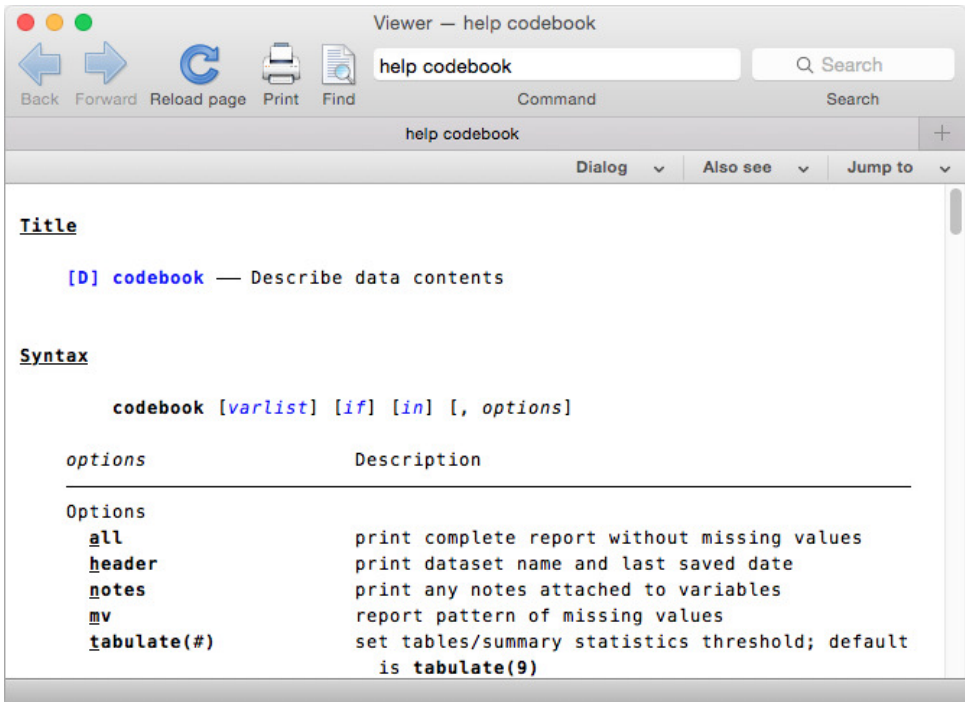 Viewer — help codebook
help codebook Search
Back Forward Reload page Print Find Command Search
help codebook +
Dialog Also see Jump to
Title
[D] codebook — Describe data contents
Syntax
codebook [varlist] [if] [in] [, options]
options Description
Options
all print complete report without missing values
header print dataset name and last saved date
notes print any notes attached to variables
mv report pattern of missing values
tabulate(#) set tables/summary statistics threshold; default
is tabulate(9)